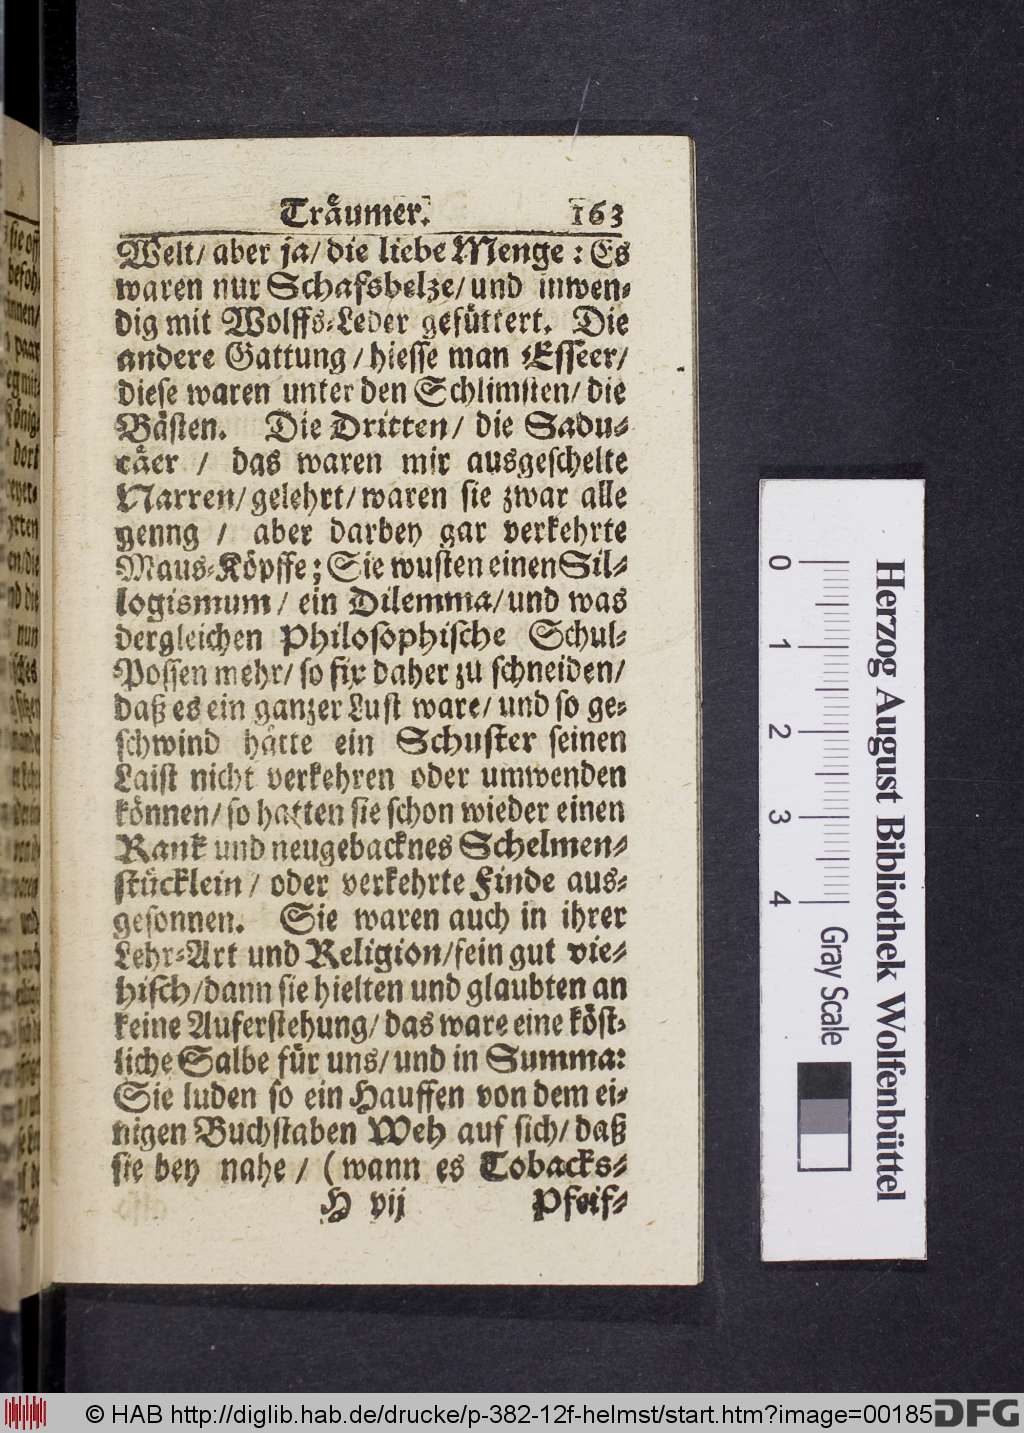 Träumer. 163
Welt/ aber ja/ die liebe Menge: Es
waren nur Schafsbelze/ und inwen-
dig mit Wolffs-Leder gefüttert. Die
andere Gattung / hiesse man Esseer/
diese waren unter den Schlimsten/ die
Bästen. Die Dritten/ die Sadu-
cäer / das waren mir ausgeschelte
Narren/ gelehrt/ waren sie zwar alle
genng / aber darbey gar verkehrte
Maus-Köpffe; Sie wusten einen Sil-
logismum/ ein Dilemma/ und was
dergleichen Philosophische Schul-
Possen mehr/ so fix daher zu schneiden/
daß es ein ganzer Lust ware/ und so ge-
schwind hätte ein Schuster seinen
Laist nicht verkehren oder umwenden
können/ so hatten sie schon wieder einen
Rank und neugebacknes Schelmen-
stücklein/ oder verkehrte Finde aus-
gesonnen. Sie waren auch in ihrer
Lehr-Art und Religion/ fein gut vie-
hisch/ dann sie hielten und glaubten an
keine Auferstehung/ das ware eine köst-
liche Salbe für uns/ und in Summa:
Sie luden so ein Hauffen von dem ei-
nigen Buchstaben Weh auf sich/ daß
sie bey nahe / (wann es Tobacks-
H vij Pfeif-
0 1 2 3 4
Herzog August Bibliothek Wolfenbüttel
Gray Scale
© HAB http://diglib.hab.de/drucke/p-382-12f-helmst/start.htm?image=00185
DFG